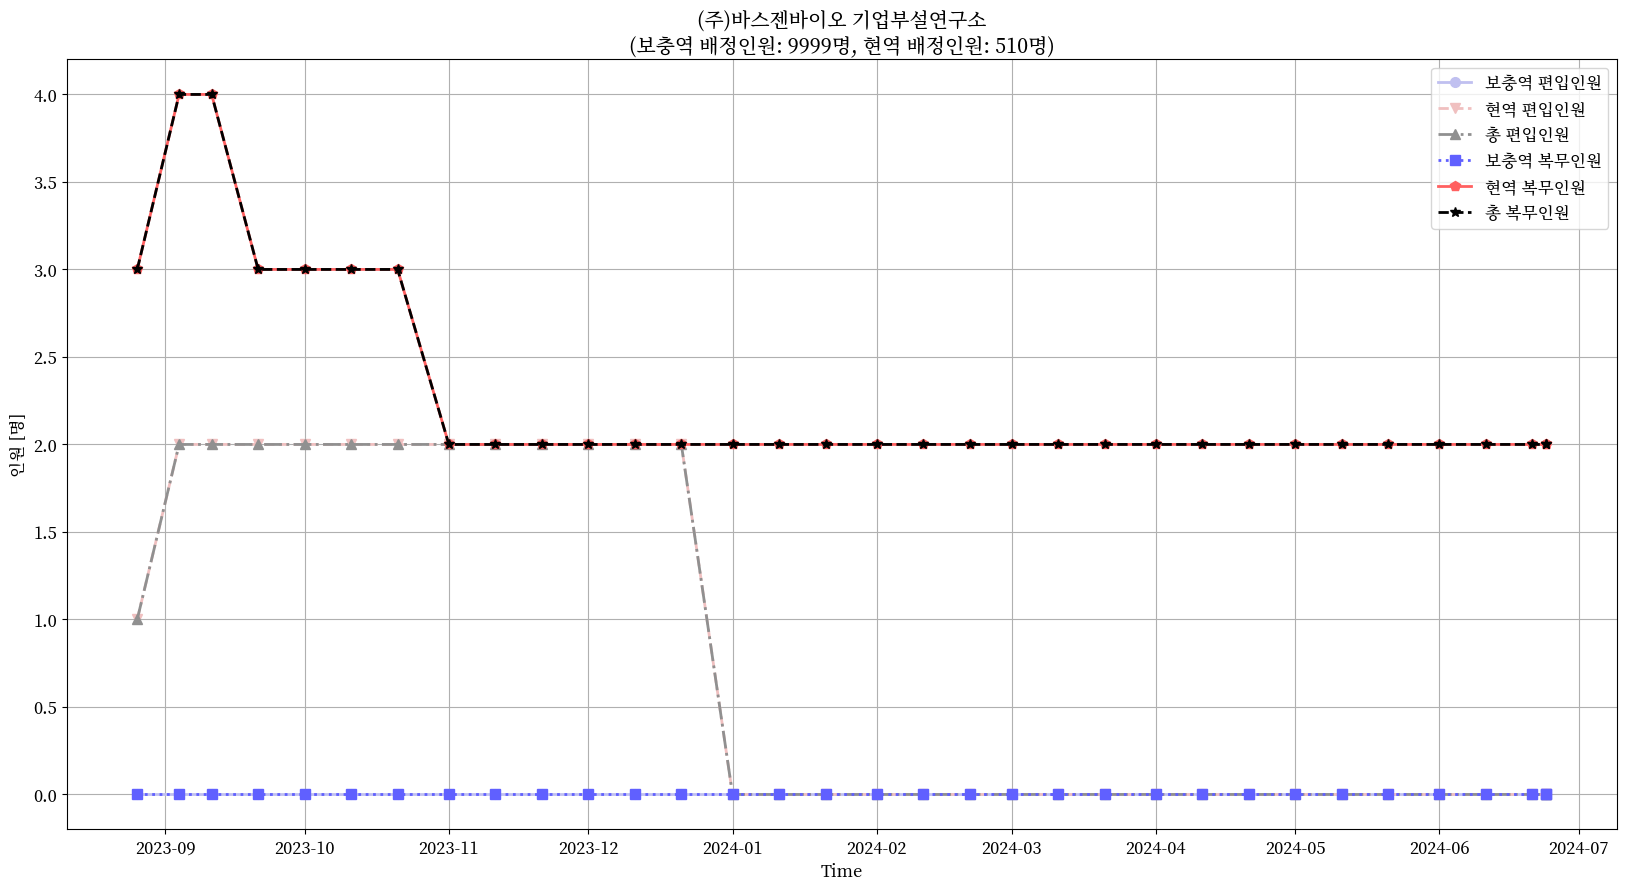 (주)바스젠바이오 기업부설연구소
(보충역 배정인원: 9999명, 현역 배정인원: 510명)
보충역 편입인원
현역 편입인원
총 편입인원
보충역 복무인원
현역 복무인원
총 복무인원
인원 [명]
4.0
3.5
3.0
2.5
2.0
1.5
1.0
0.5
0.0
2023-09
2023-10
2023-11
2023-12
2024-01
2024-02
2024-03
2024-04
2024-05
2024-06
2024-07
Time